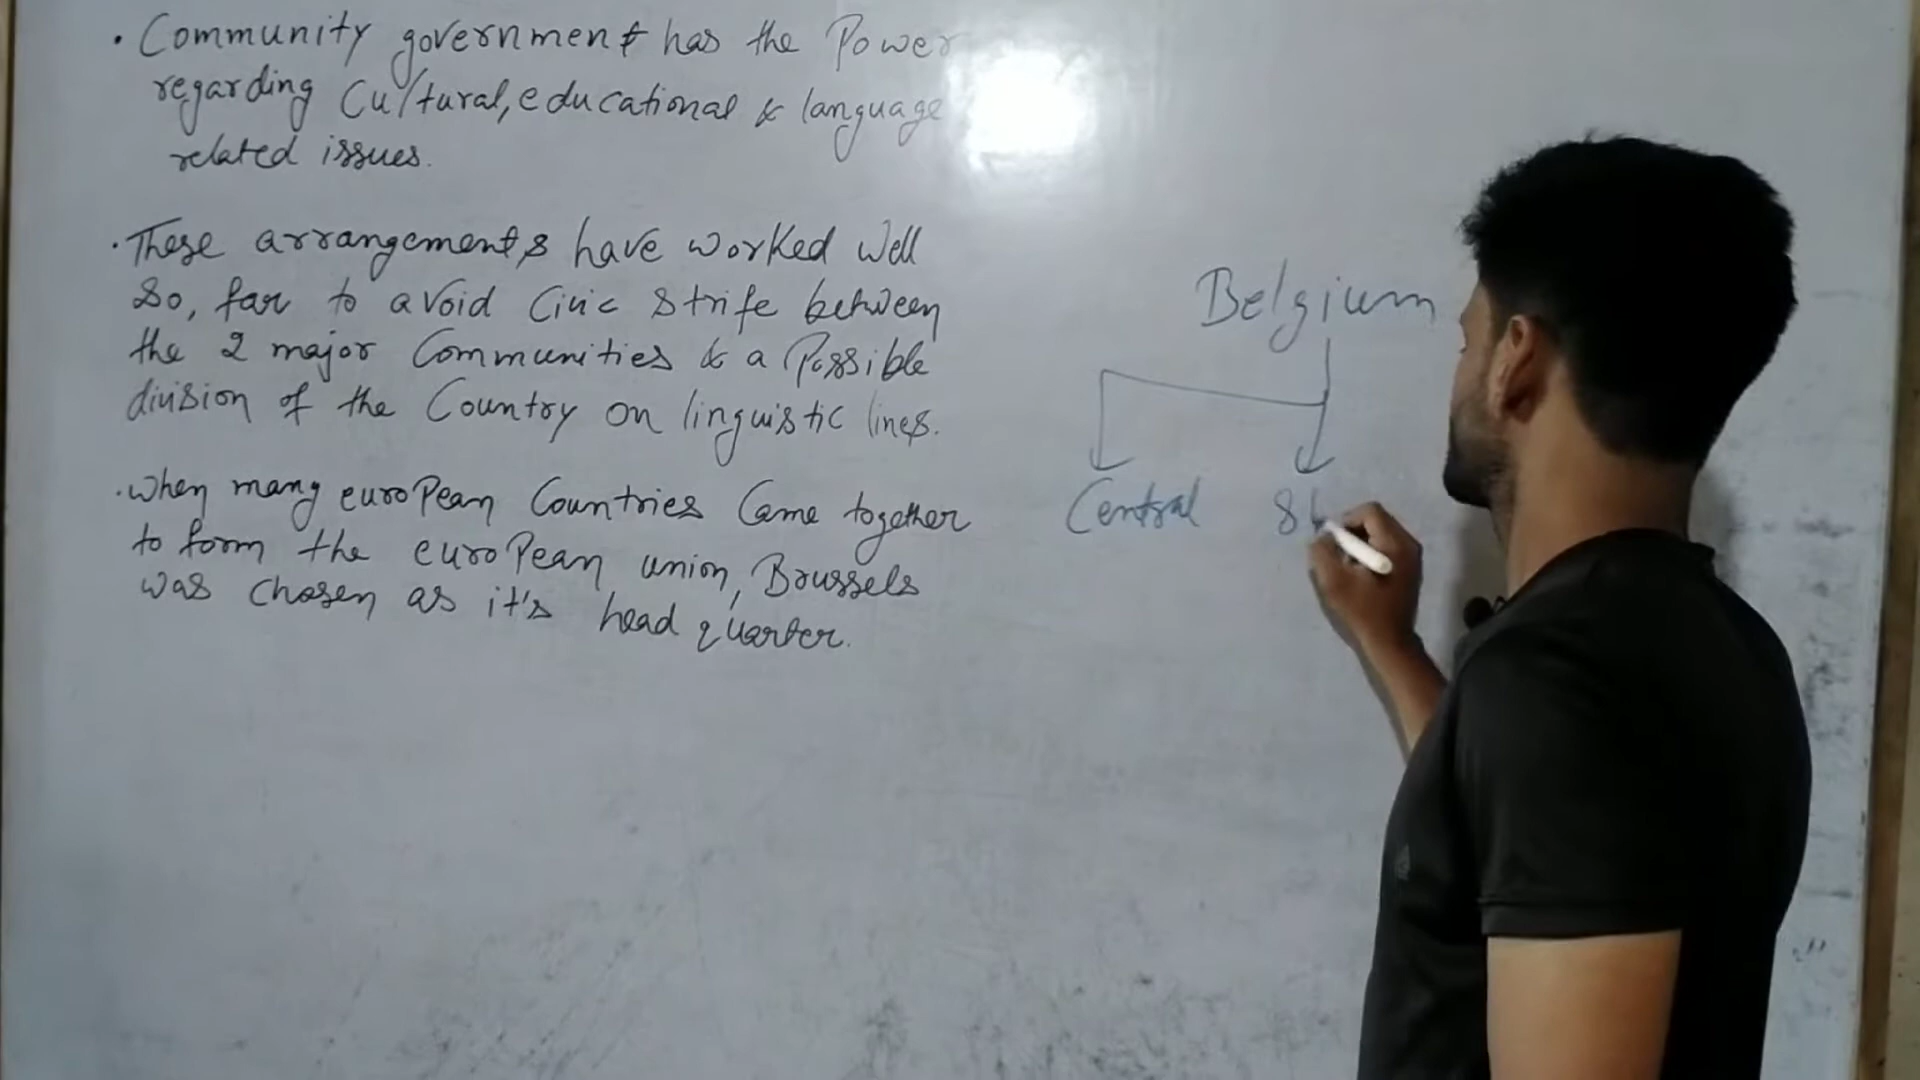 • Community government has the Power
regarding Cultural, educational & language
related issues.
• These arrangements have worked well
so, far to avoid Civic strife between
the 2 major Communities & a Possible
division of the Country on linguistic lines.
• When many euroPean Countries Came together
to form the euroPean union, Brussels
was chosen as it's head quarter.
Belgium
Central